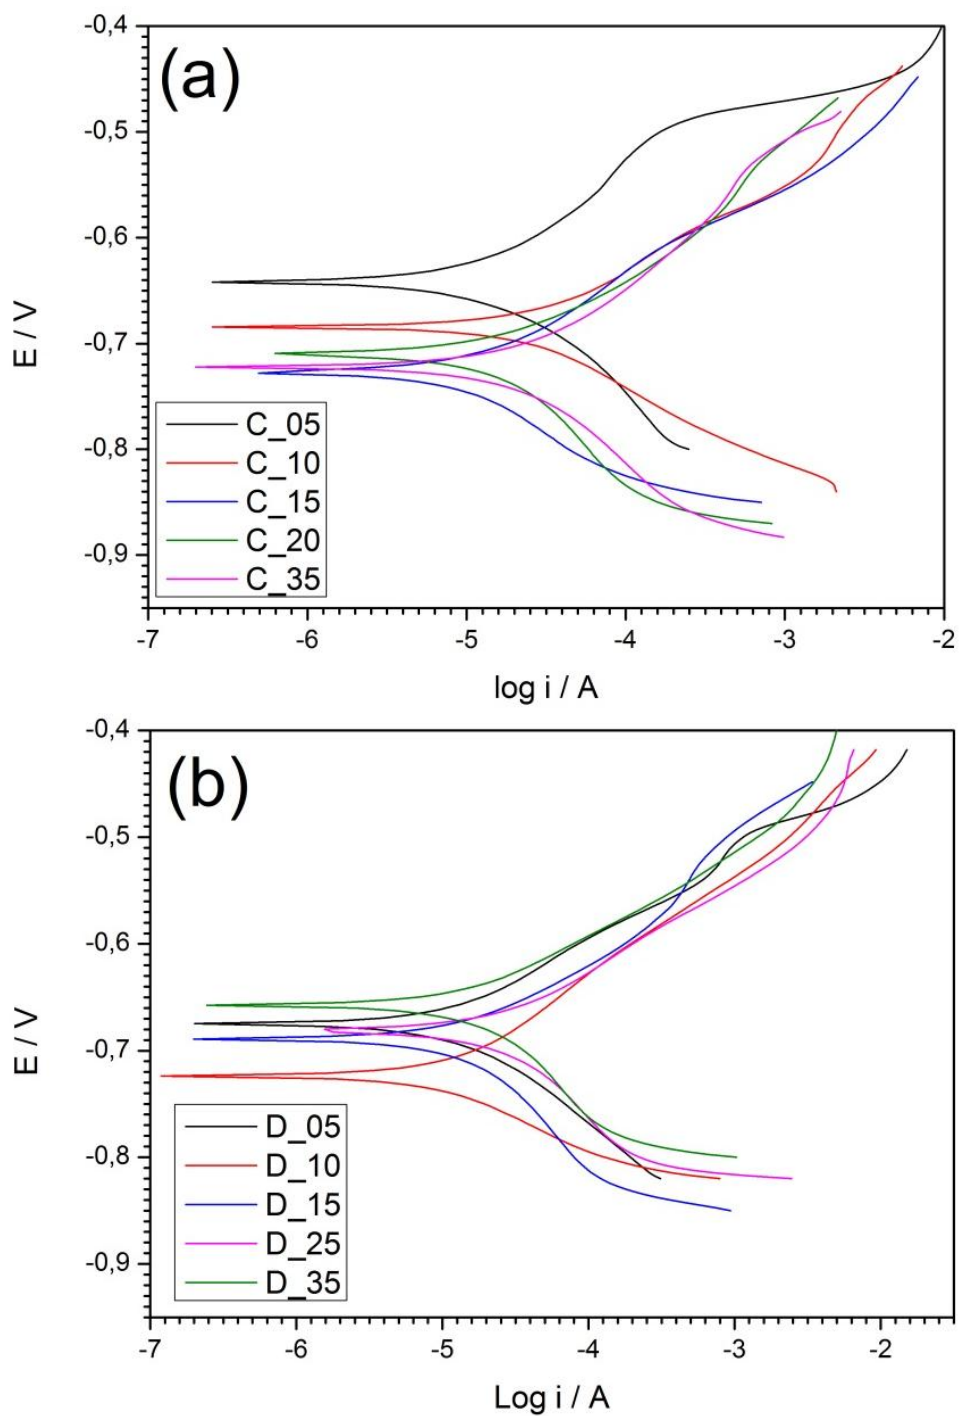 (a)
-0,4
-0,5
-0,6
-0,7
-0,8
-0,9
E / V
C_05
C_10
C_15
C_20
C_35
-7 -6 -5 -4 -3 -2
log i / A
(b)
-0,4
-0,5
-0,6
-0,7
-0,8
-0,9
E / V
D_05
D_10
D_15
D_25
D_35
-7 -6 -5 -4 -3 -2
Log i / A